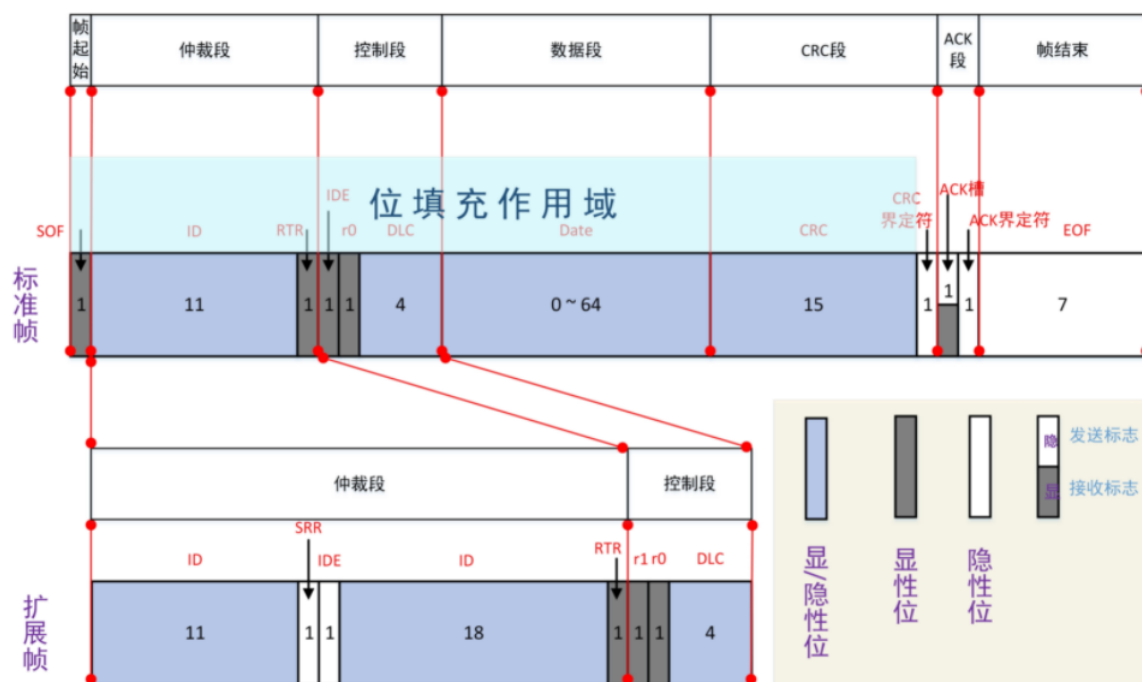 帧起始 仲裁段 控制段 数据段 CRC段 ACK段 帧结束
位填充作用域
SOF ID RTR IDE r0 DLC Date CRC CRC界定符 ACK槽 ACK界定符 EOF
标准帧
1 11 1 1 1 4 0~64 15 1 1 1 7
仲裁段 控制段
ID SRR IDE ID RTR r1 r0 DLC
扩展帧
11 1 1 18 1 1 1 4
隐 发送标志
显 接收标志
显/隐性位
显性位
隐性位